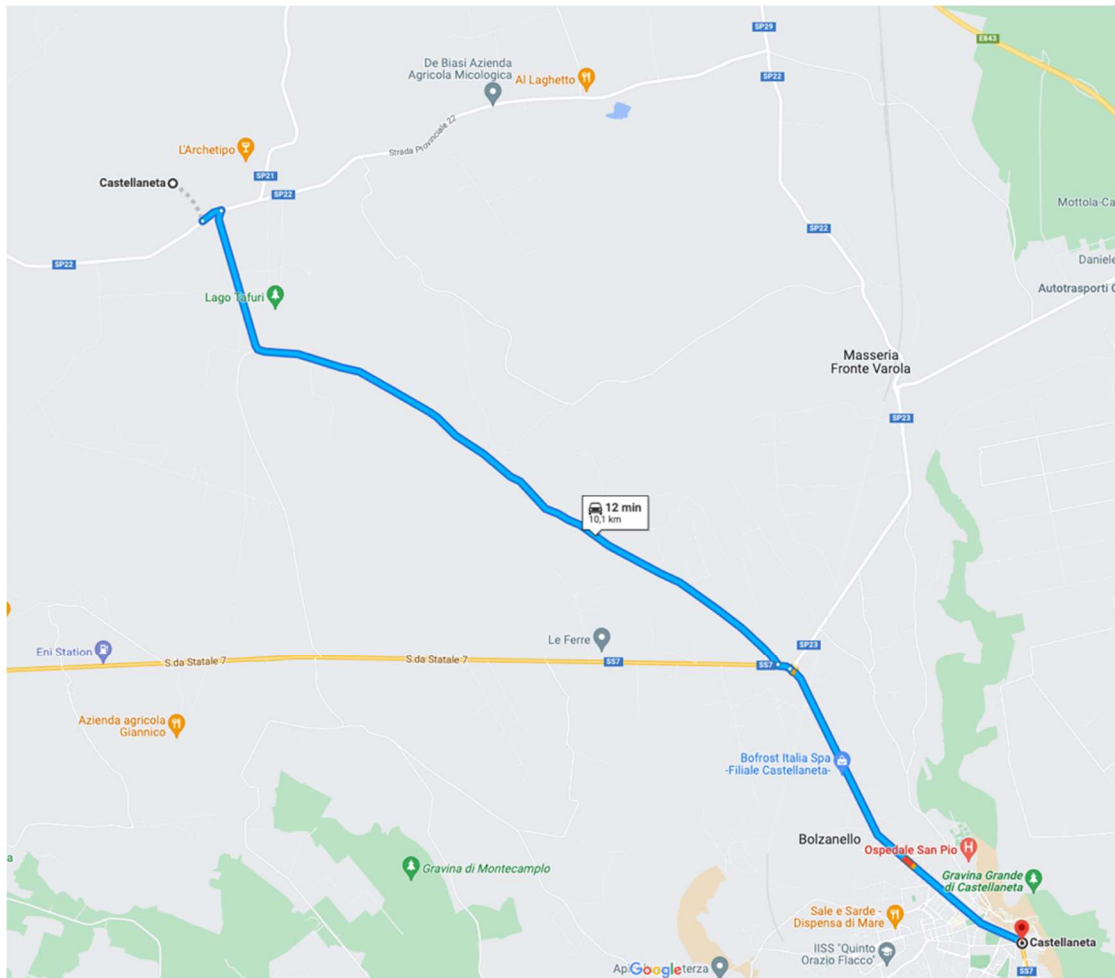 SP29
E843
De Biasi Azienda
Agricola Micologica
Al Laghetto
SP22
Strada Provinciale 22
L'Archetipo
SP21
Castellaneta
SP22
Mottola-Ca
SP22
Daniele
SP22
Autotrasporti
Lago Tafuri
Masseria
Fronte Varola
SP23
12 min
10,1 km
Le Ferre
SP23
Eni Station
S.da Statale 7
S.da Statale 7
SS7
SS7
Azienda agricola
Giannico
Bofrost Italia Spa
-Filiale Castellaneta-
Bolzanello
Ospedale San Pio
a
Gravina di Montecamplo
Gravina Grande
di Castellaneta
Sale e Sarde -
Dispensa di Mare
Castellaneta
IISS "Quinto
Orazio Flacco"
Google
terza
SS7